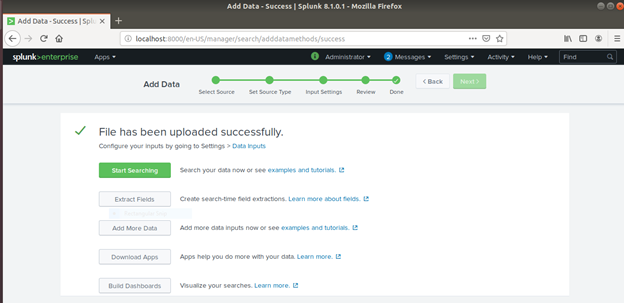 Add Data - Success | Splunk 8.1.0.1 - Mozilla Firefox
Add Data - Success | Splun
localhost:8000/en-US/manager/search/adddatamethods/success
splunk>enterprise Apps Administrator 2 Messages Settings Activity Help Find
Add Data
Select Source Set Source Type Input Settings Review Done
< Back Next >
File has been uploaded successfully.
Configure your inputs by going to Settings > Data Inputs
Start Searching Search your data now or see examples and tutorials.
Extract Fields Create search-time field extractions. Learn more about fields.
Add More Data Add more data inputs now or see examples and tutorials.
Download Apps Apps help you do more with your data. Learn more.
Build Dashboards Visualize your searches. Learn more.